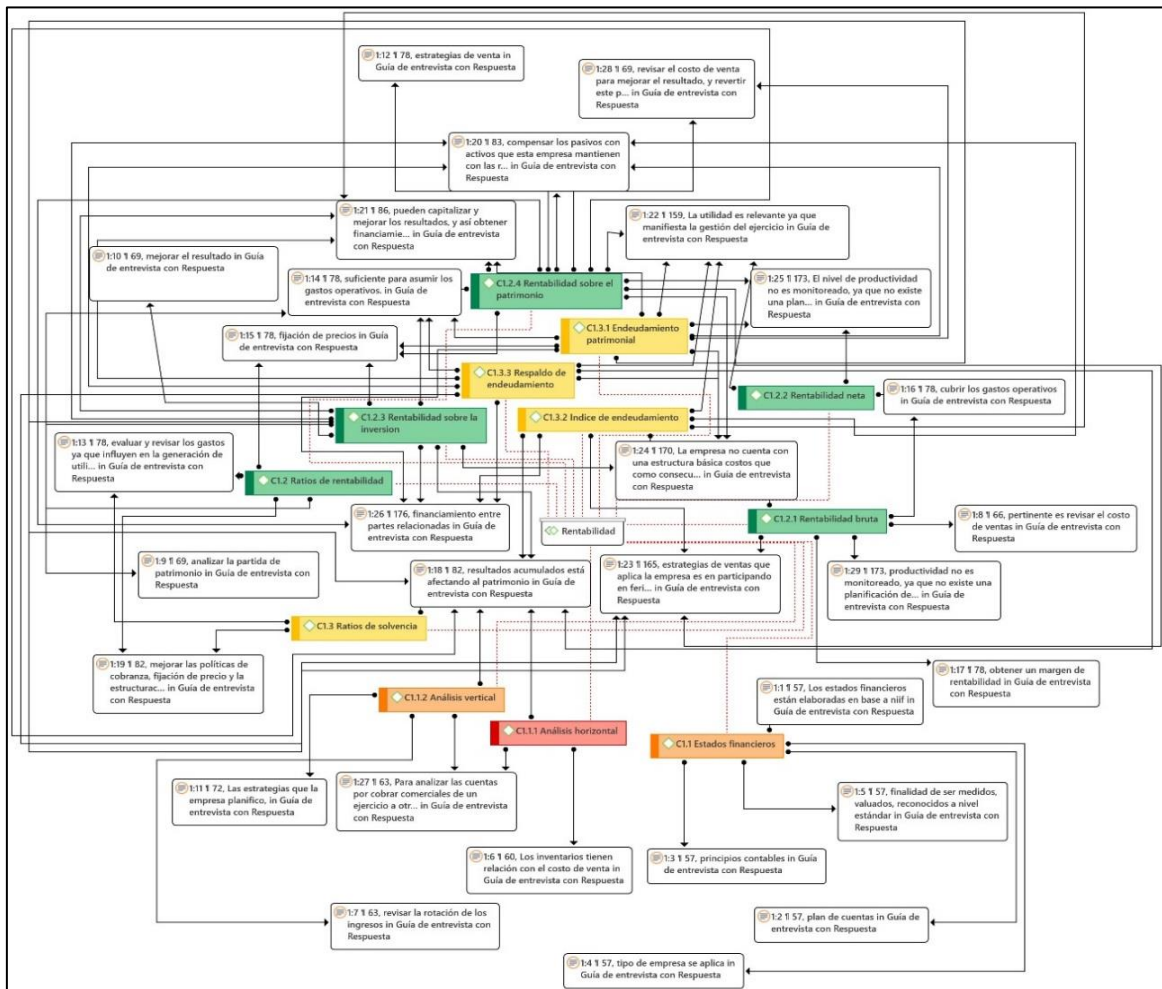 1:12 ¶ 78, estrategias de venta in
Guía de entrevista con Respuesta
1:28 ¶ 69, revisar el costo de venta
para mejorar el resultado, y revertir
este p... in Guía de entrevista con
Respuesta
1:20 ¶ 83, compensar los pasivos con
activos que esta empresa mantienen
con las r... in Guía de entrevista con
Respuesta
1:21 ¶ 86, pueden capitalizar y
mejorar los resultados, y así obtener
financiamie... in Guía de entrevista con
Respuesta
1:22 ¶ 159, La utilidad es relevante ya que
manifiesta la gestión del ejercicio in Guía
de entrevista con Respuesta
1:10 ¶ 69, mejorar el resultado in Guía
de entrevista con Respuesta
1:14 ¶ 78, suficiente para asumir los
gastos operativos. in Guía de
entrevista con Respuesta
C1.2.4 Rentabilidad sobre el
patrimonio
1:25 ¶ 173, El nivel de productividad
no es monitoreado, ya que no existe
una plan... in Guía de entrevista con
Respuesta
1:15 ¶ 78, fijación de precios in Guía
de entrevista con Respuesta
C1.3.1 Endeudamiento
patrimonial
C1.3.3 Respaldo de
endeudamiento
C1.2.2 Rentabilidad neta
1:16 ¶ 78, cubrir los gastos operativos
in Guía de entrevista con Respuesta
C1.2.3 Rentabilidad sobre la
inversion
C1.3.2 Indice de endeudamiento
1:13 ¶ 78, evaluar y revisar los gastos
ya que influyen en la generación de
utili... in Guía de entrevista con
Respuesta
1:24 ¶ 170, La empresa no cuenta con
una estructura básica costos que
como consecu... in Guía de entrevista con
Respuesta
C1.2 Ratios de rentabilidad
1:26 ¶ 176, financiamiento entre
partes relacionadas in Guía de
entrevista con Respuesta
Rentabilidad
C1.2.1 Rentabilidad bruta
1:8 ¶ 66, pertinente es revisar el costo
de ventas in Guía de entrevista con
Respuesta
1:9 ¶ 69, analizar la partida de
patrimonio in Guía de entrevista con
Respuesta
1:18 ¶ 82, resultados acumulados está
afectando al patrimonio in Guía de
entrevista con Respuesta
1:23 ¶ 165, estrategias de ventas que
aplica la empresa es en participando
en feri... in Guía de entrevista con
Respuesta
1:29 ¶ 173, productividad no es
monitoreado, ya que no existe una
planificación de... in Guía de
entrevista con Respuesta
C1.3 Ratios de solvencia
1:19 ¶ 82, mejorar las políticas de
cobranza, fijación de precio y la
estructurac... in Guía de entrevista
con Respuesta
1:17 ¶ 78, obtener un margen de
rentabilidad in Guía de entrevista
con Respuesta
C1.1.2 Análisis vertical
1:1 ¶ 57, Los estados financieros
están elaboradas en base a niif in
Guía de entrevista con Respuesta
C1.1.1 Análisis horizontal
C1.1 Estados financieros
1:11 ¶ 72, Las estrategias que la
empresa planifico, in Guía de
entrevista con Respuesta
1:27 ¶ 63, Para analizar las cuentas
por cobrar comerciales de un
ejercicio a otr... in Guía de entrevista
con Respuesta
1:5 ¶ 57, finalidad de ser medidos,
valuados, reconocidos a nivel
estándar in Guía de entrevista con
Respuesta
1:6 ¶ 60, Los inventarios tienen
relación con el costo de venta in
Guía de entrevista con Respuesta
1:3 ¶ 57, principios contables in Guía
de entrevista con Respuesta
1:7 ¶ 63, revisar la rotación de los
ingresos in Guía de entrevista con
Respuesta
1:2 ¶ 57, plan de cuentas in Guía de
entrevista con Respuesta
1:4 ¶ 57, tipo de empresa se aplica in
Guía de entrevista con Respuesta